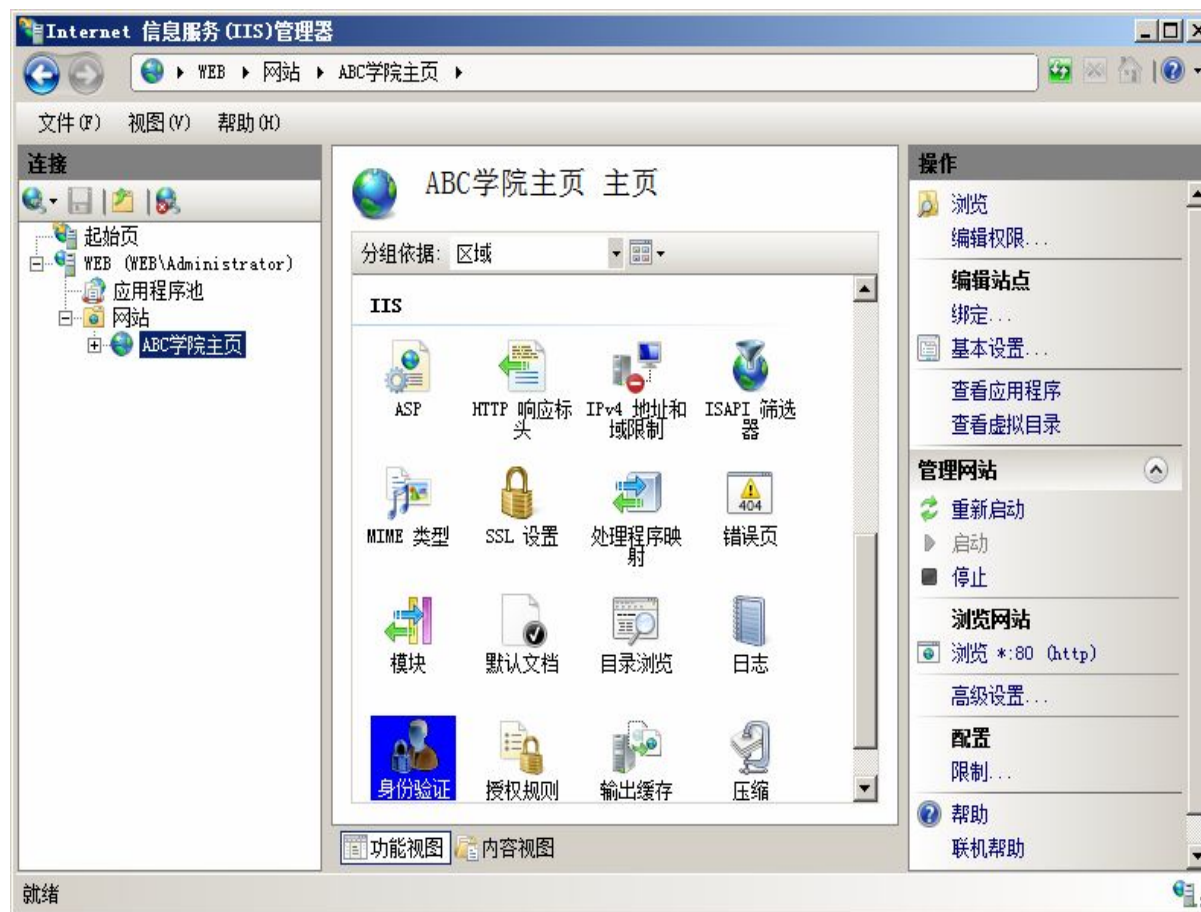 Internet 信息服务(IIS)管理器
WEB 网站 ABC学院主页
文件(F) 视图(V) 帮助(H)
连接
起始页
WEB (WEB\Administrator)
应用程序池
网站
ABC学院主页
ABC学院主页 主页
分组依据: 区域
IIS
ASP
HTTP 响应标
头
IPv4 地址和
域限制
ISAPI 筛选
器
MIME 类型
SSL 设置
处理程序映
射
404
错误页
模块
默认文档
目录浏览
日志
身份验证
授权规则
输出缓存
压缩
功能视图
内容视图
操作
浏览
编辑权限...
编辑站点
绑定...
基本设置...
查看应用程序
查看虚拟目录
管理网站
重新启动
启动
停止
浏览网站
浏览 *:80 (http)
高级设置...
配置
限制...
帮助
联机帮助
就绪